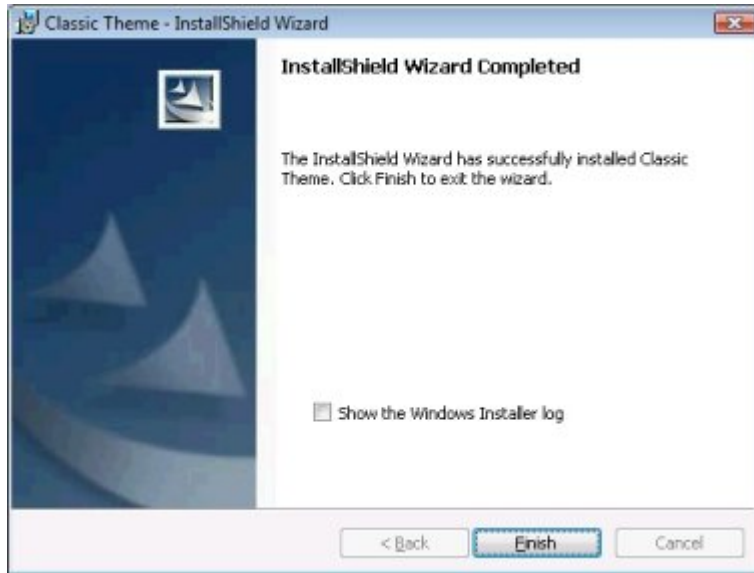 Classic Theme - InstallShield Wizard
InstallShield Wizard Completed
The InstallShield Wizard has successfully installed Classic
Theme. Click Finish to exit the wizard.
Show the Windows Installer log
< Back
Finish
Cancel